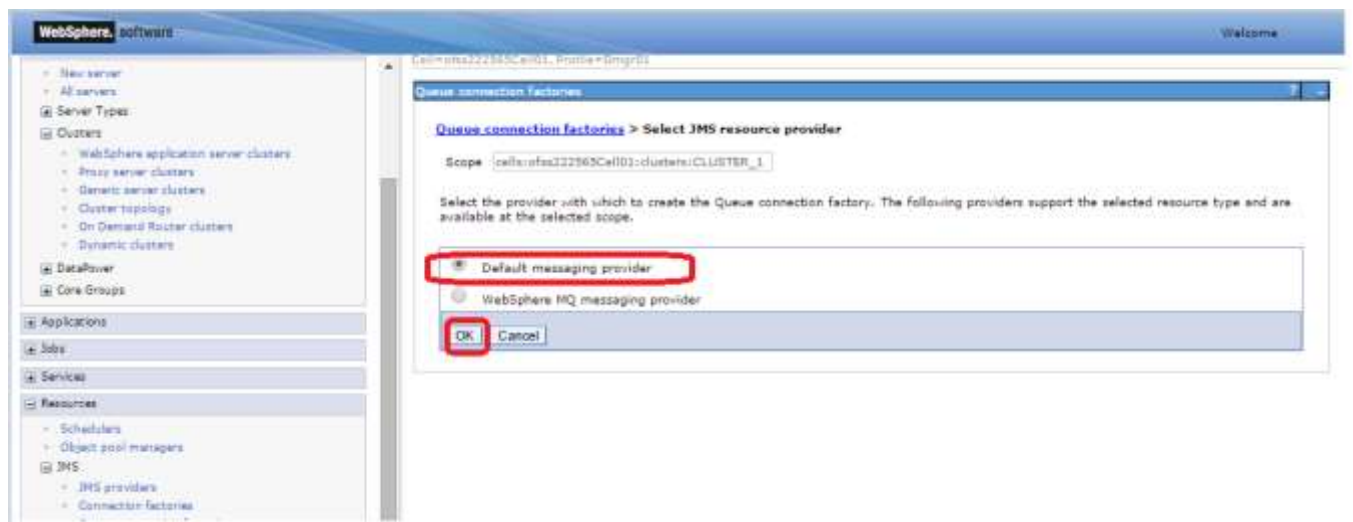 WebSphere. software
Welcome
New server
All servers
Server Types
Clusters
WebSphere application server clusters
Proxy server clusters
Generic server clusters
Cluster topology
On Demand Router clusters
Dynamic clusters
DataPower
Core Groups
Applications
Jobs
Services
Resources
Schedulers
Object pool managers
JMS
JMS providers
Connection factories
Queue connection factories
?
Queue connection factories > Select JMS resource provider
Scope
Select the provider with which to create the Queue connection factory. The following providers support the selected resource type and are
available at the selected scope.
Default messaging provider
WebSphere MQ messaging provider
OK Cancel